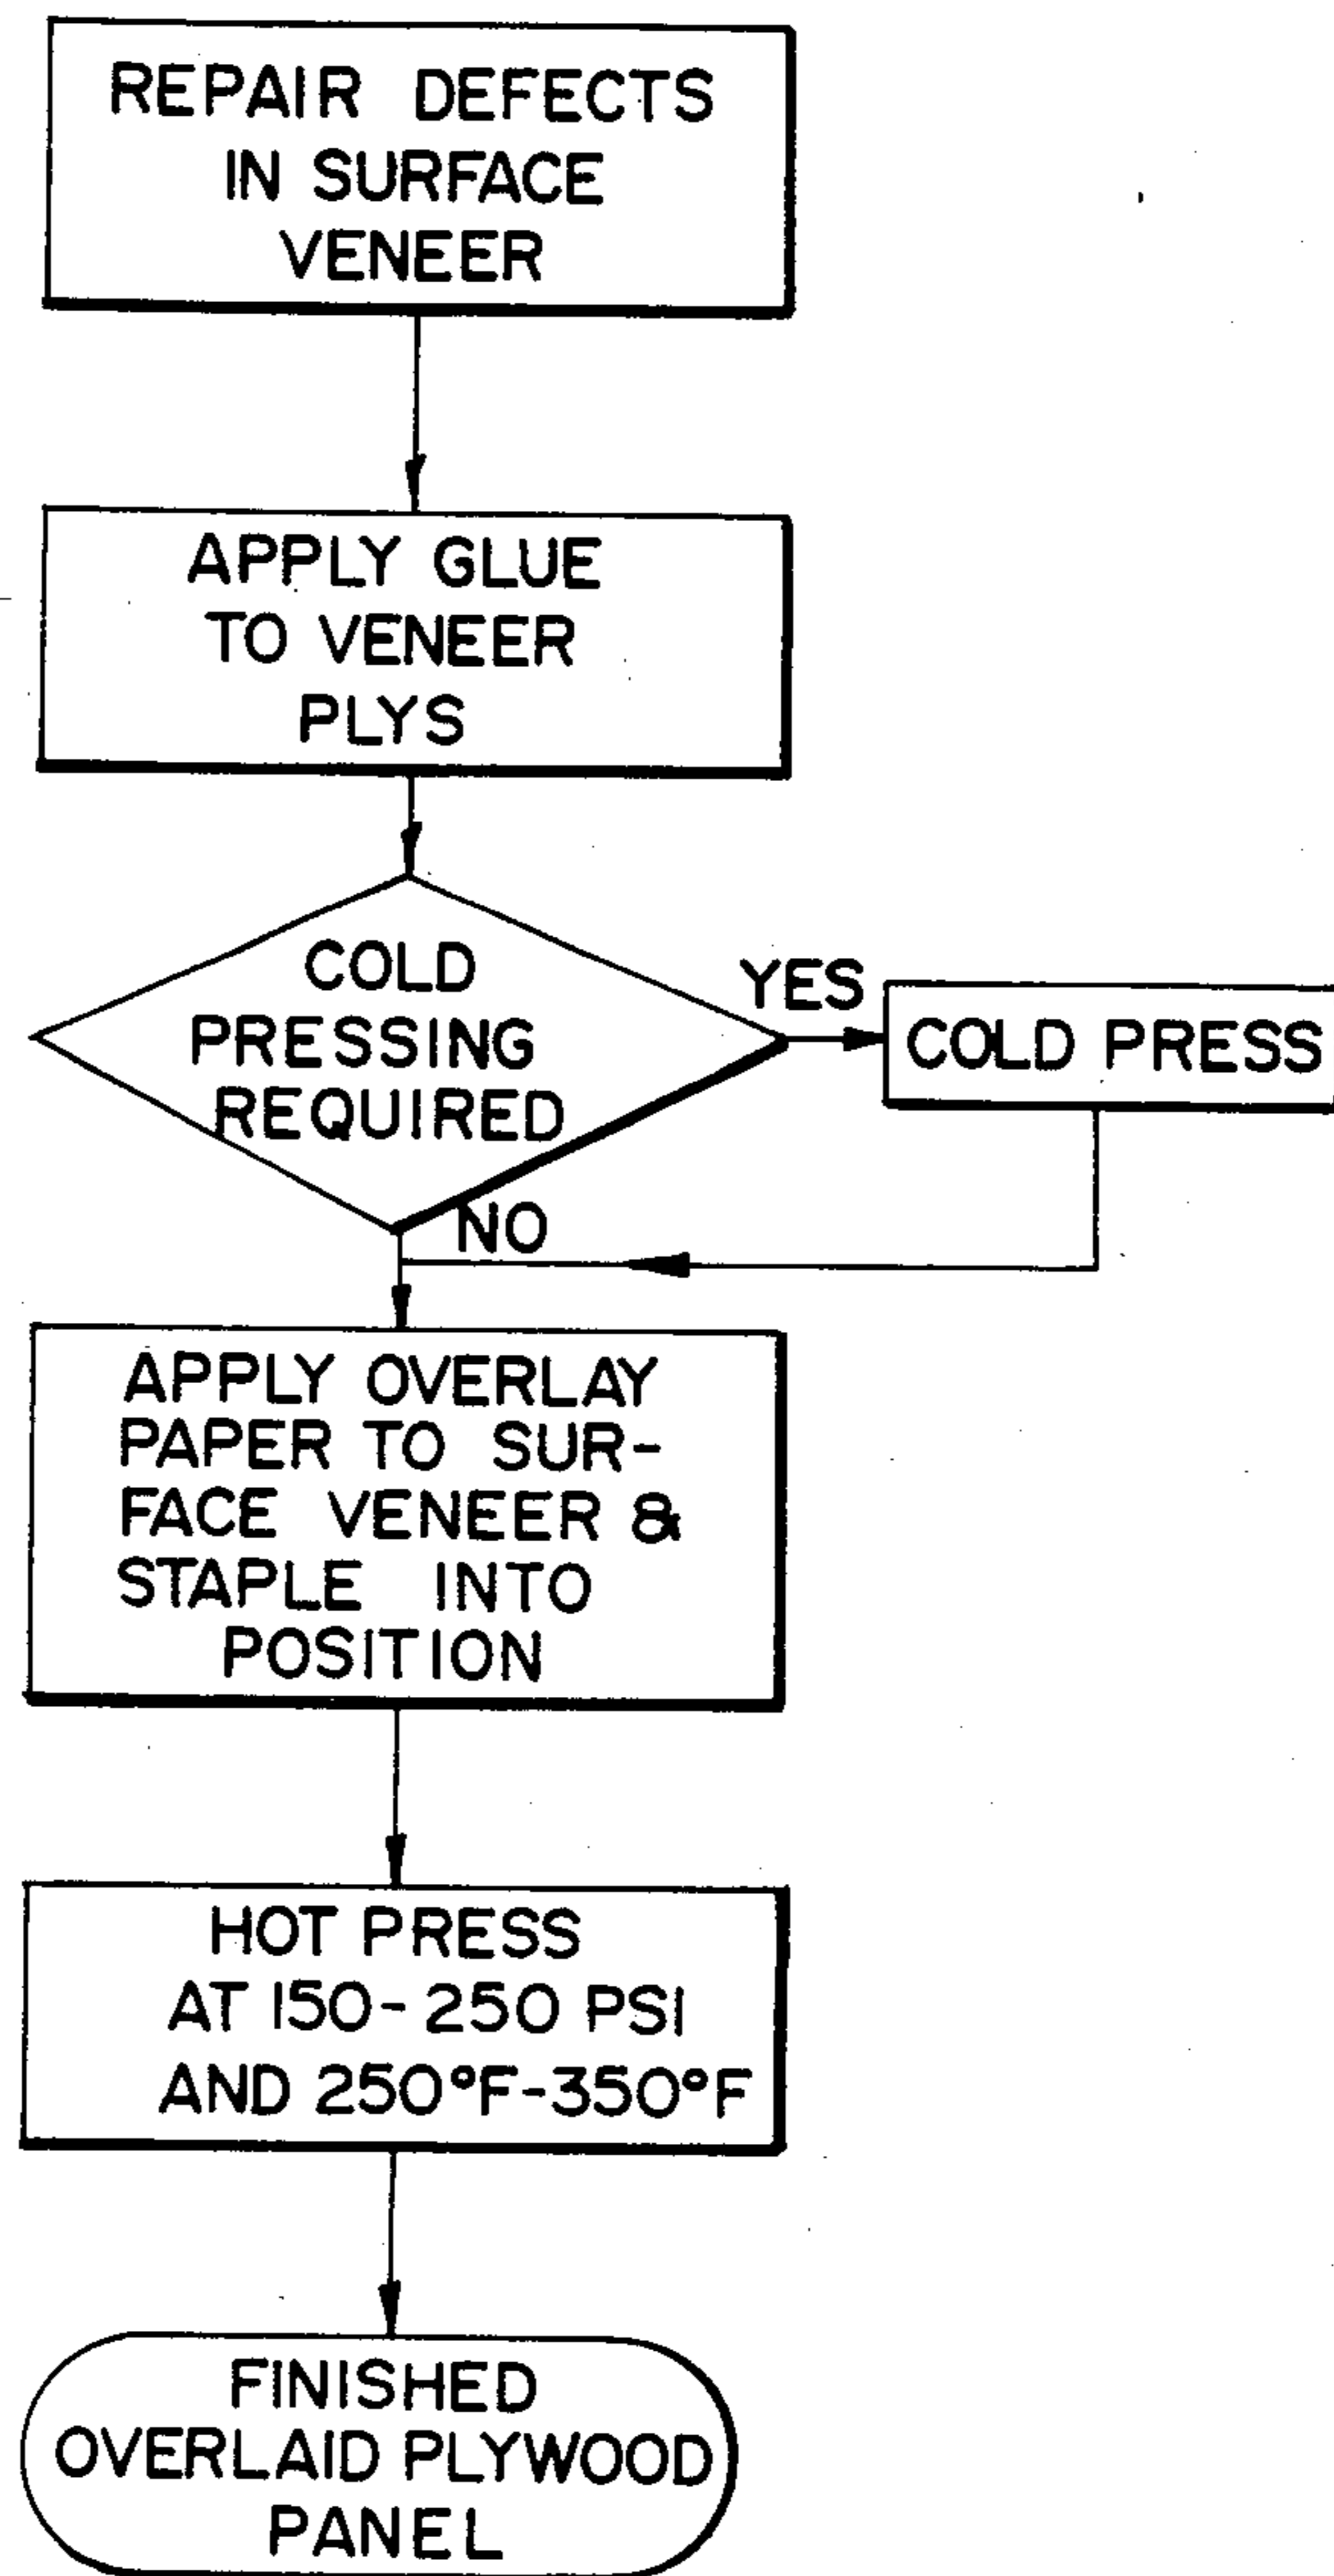 REPAIR DEFECTS
IN SURFACE
VENEER
APPLY GLUE
TO VENEER
PLYS
COLD
PRESSING
REQUIRED
YES
COLD PRESS
NO
APPLY OVERLAY
PAPER TO SUR-
FACE VENEER &
STAPLE INTO
POSITION
HOT PRESS
AT 150-250 PSI
AND 250°F-350°F
FINISHED
OVERLAID PLYWOOD
PANEL